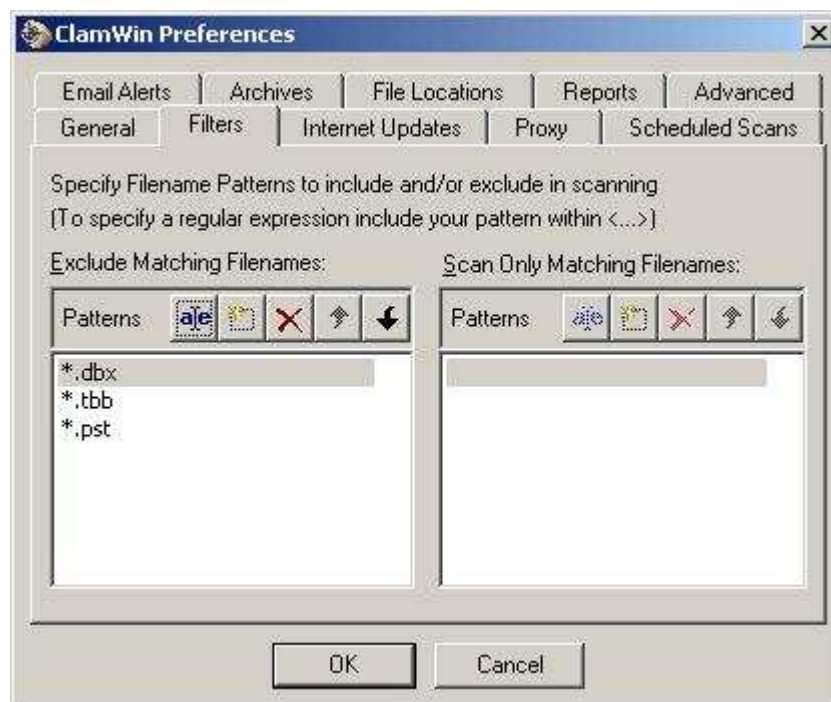 ClamWin Preferences
Email Alerts Archives File Locations Reports Advanced
General Filters Internet Updates Proxy Scheduled Scans
Specify Filename Patterns to include and/or exclude in scanning
(To specify a regular expression include your pattern within <...>)
Exclude Matching Filenames: Scan Only Matching Filenames:
Patterns a|e Patterns a|e
*.dbx
*.tbb
*.pst
OK Cancel